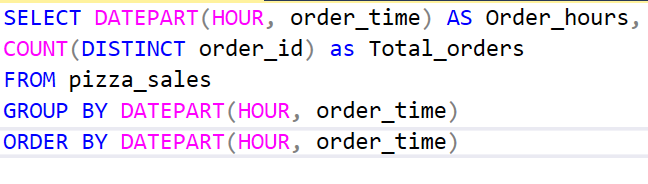 SELECT DATEPART(HOUR, order_time) AS Order_hours,
COUNT(DISTINCT order_id) as Total_orders
FROM pizza_sales
GROUP BY DATEPART(HOUR, order_time)
ORDER BY DATEPART(HOUR, order_time)